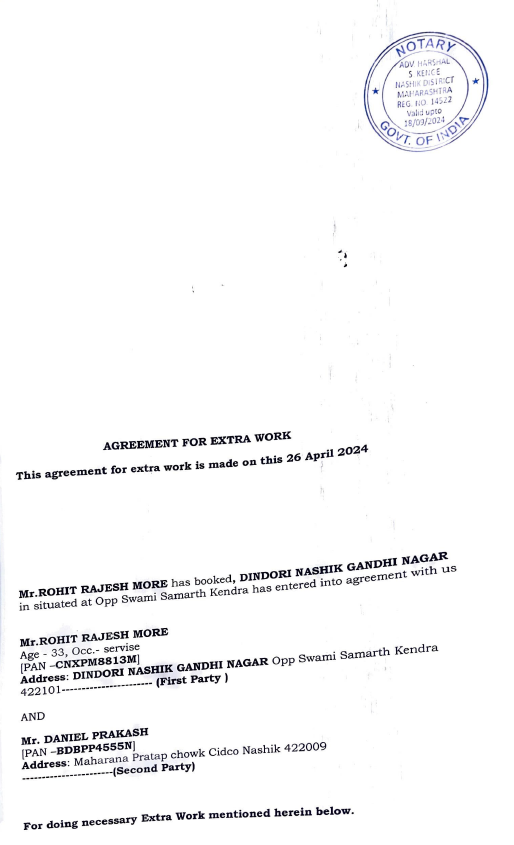 NOTARY
ADV HARSHAL
S KENCE
NASHIK DISTRICT
MAHARASHTRA
REG. NO. 14522
Valid upto
18/09/2024
GOVT. OF INDIA
AGREEMENT FOR EXTRA WORK
This agreement for extra work is made on this 26 April 2024
Mr.ROHIT RAJESH MORE has booked, DINDORI NASHIK GANDHI NAGAR
in situated at Opp Swami Samarth Kendra has entered into agreement with us
Mr.ROHIT RAJESH MORE
Age - 33, Occ.- servise
[PAN –CNXPM8813M]
Address: DINDORI NASHIK GANDHI NAGAR Opp Swami Samarth Kendra
422101------------------------ (First Party )
AND
Mr. DANIEL PRAKASH
[PAN –BDBPP4555N]
Address: Maharana Pratap chowk Cidco Nashik 422009
------------------------(Second Party)
For doing necessary Extra Work mentioned herein below.